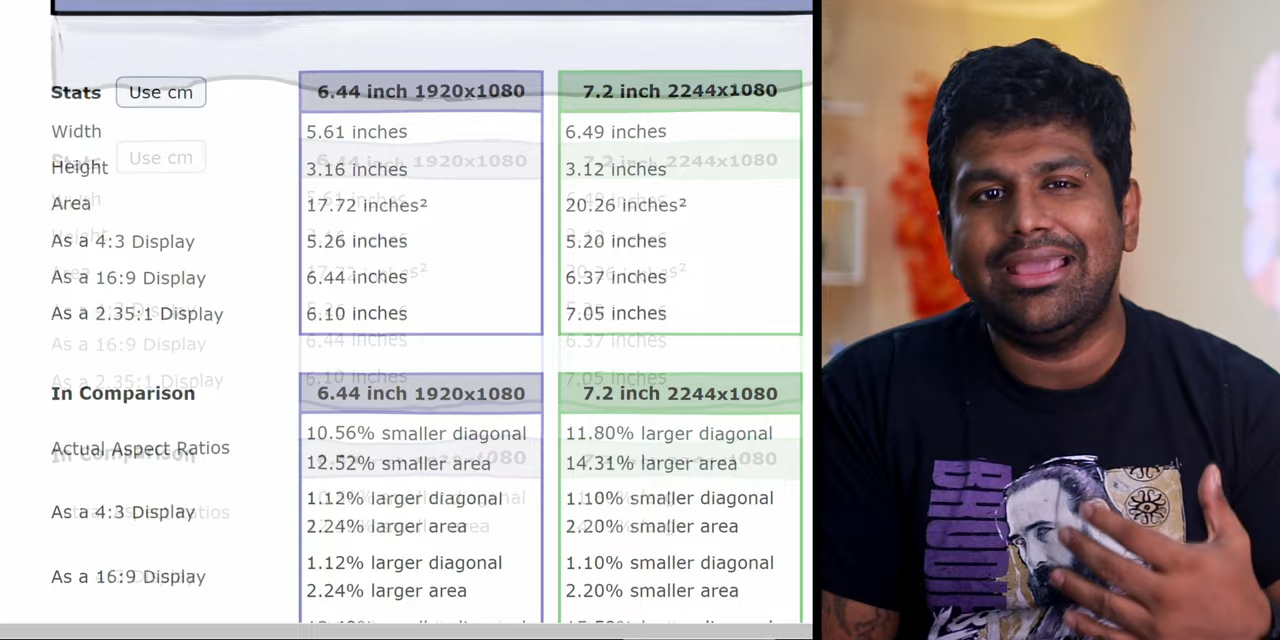 Stats Use cm 6.44 inch 1920x1080 7.2 inch 2244x1080
Width 5.61 inches 6.49 inches
Height 3.16 inches 3.12 inches
Area 17.72 inches² 20.26 inches²
As a 4:3 Display 5.26 inches 5.20 inches
As a 16:9 Display 6.44 inches 6.37 inches
As a 2.35:1 Display 6.10 inches 7.05 inches
In Comparison 6.44 inch 1920x1080 7.2 inch 2244x1080
Actual Aspect Ratios 10.56% smaller diagonal 11.80% larger diagonal
12.52% smaller area 14.31% larger area
As a 4:3 Display 1.12% larger diagonal 1.10% smaller diagonal
2.24% larger area 2.20% smaller area
As a 16:9 Display 1.12% larger diagonal 1.10% smaller diagonal
2.24% larger area 2.20% smaller area